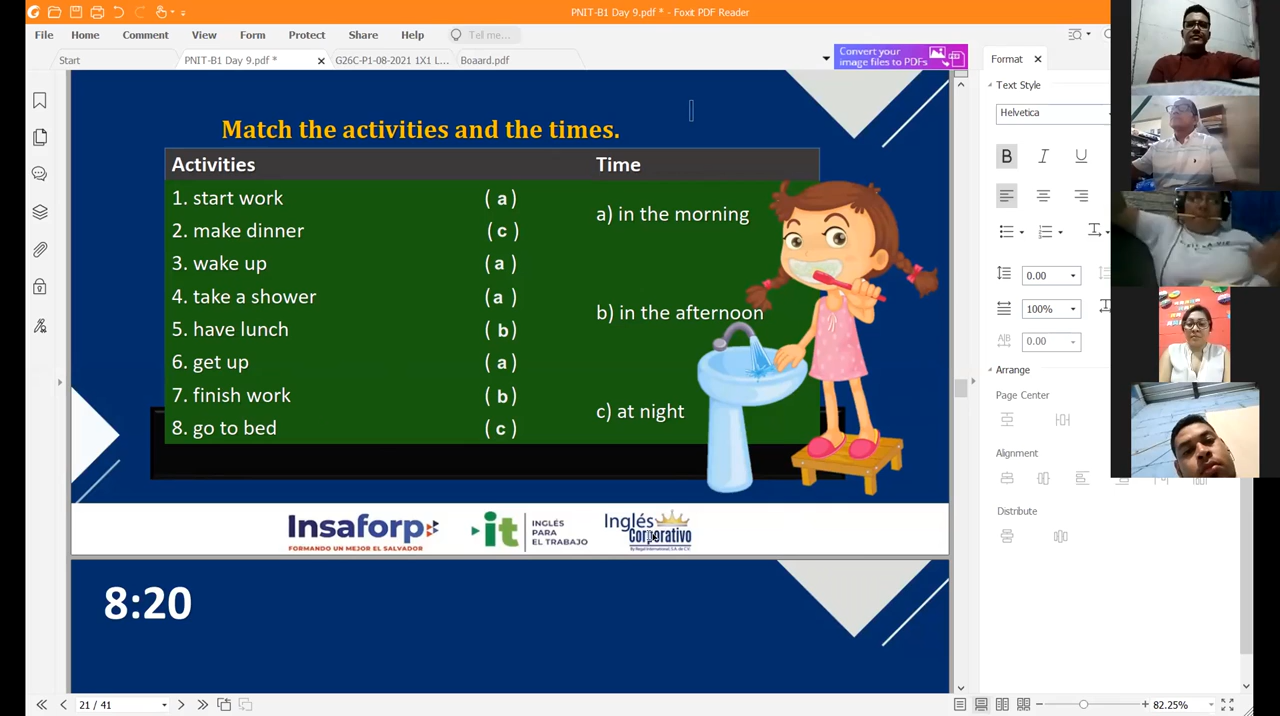 PNIT-B1 Day 9.pdf * - Foxit PDF Reader
File Home Comment View Form Protect Share Help Tell me...
Start PNIT-B1 Day 9.pdf * G26C-P1-08-2021 1X1 L... Boaard.pdf
Convert your
image files to PDFs
Format
Text Style
Helvetica
B I U
0.00
100%
0.00
Arrange
Page Center
Alignment
Distribute
Match the activities and the times.
Activities Time
1. start work ( a )
a) in the morning
2. make dinner ( c )
3. wake up ( a )
4. take a shower ( a )
b) in the afternoon
5. have lunch ( b )
6. get up ( a )
7. finish work ( b )
c) at night
8. go to bed ( c )
Insaforp
FORMANDO UN MEJOR EL SALVADOR
it INGLÉS
PARA
EL TRABAJO
Inglés
Corporativo
8:20
21 / 41
82.25%